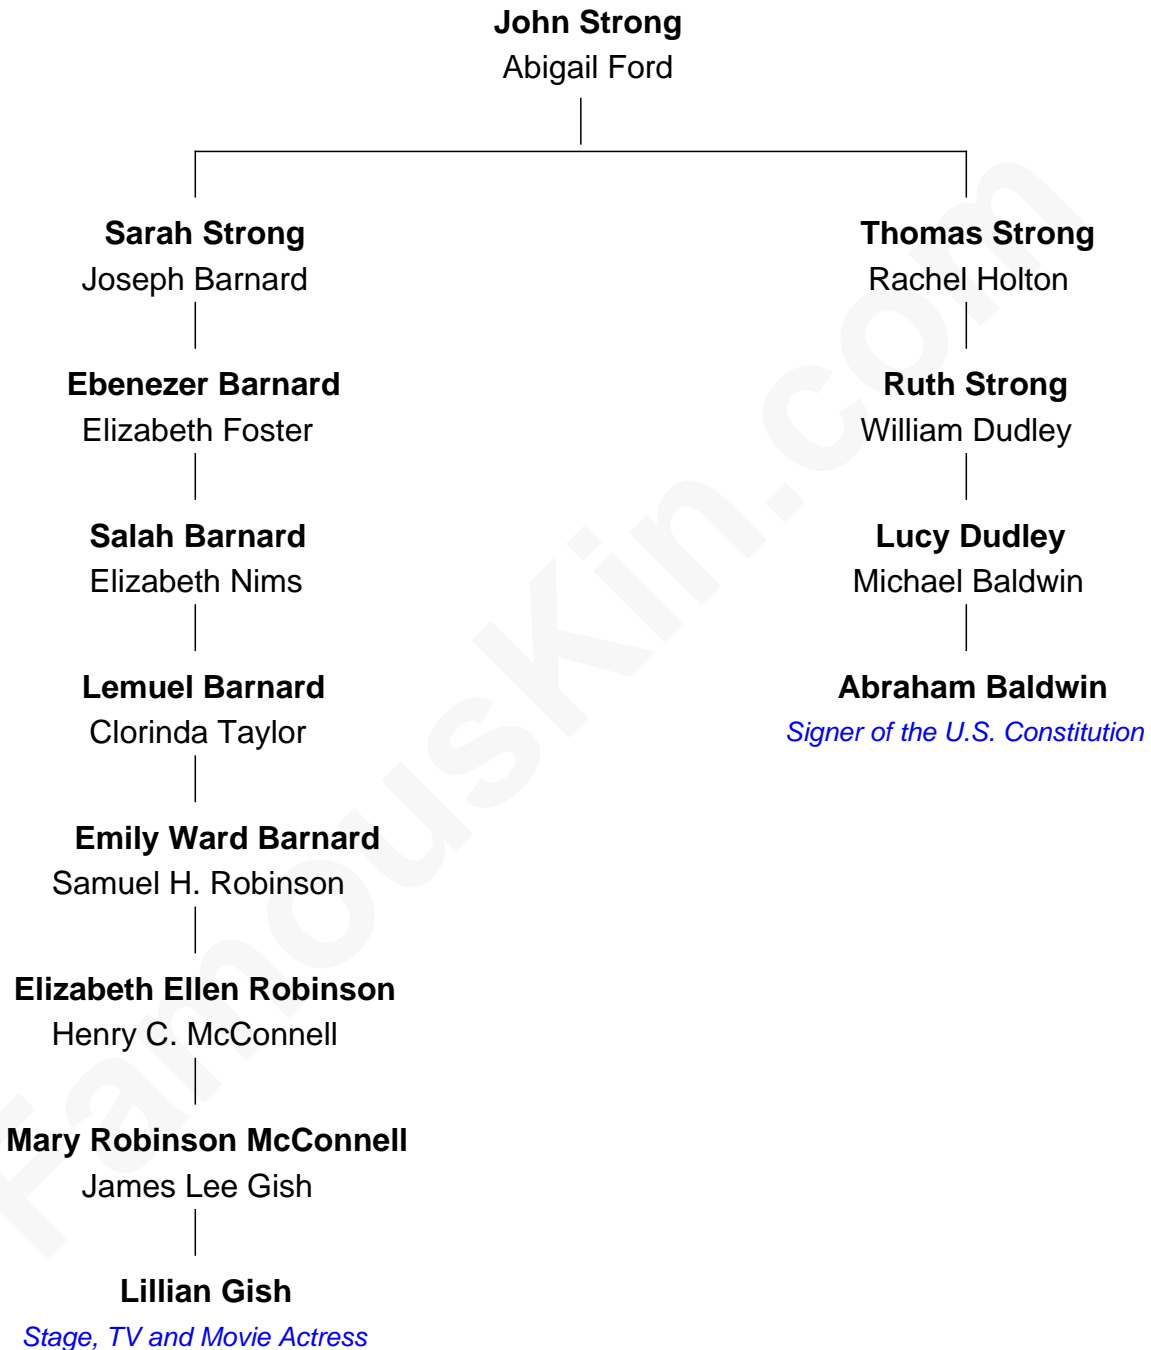 John Strong
Abigail Ford
Sarah Strong
Joseph Barnard
Ebenezer Barnard
Elizabeth Foster
Salah Barnard
Elizabeth Nims
Lemuel Barnard
Clorinda Taylor
Emily Ward Barnard
Samuel H. Robinson
Elizabeth Ellen Robinson
Henry C. McConnell
Mary Robinson McConnell
James Lee Gish
Lillian Gish
Stage, TV and Movie Actress
Thomas Strong
Rachel Holton
Ruth Strong
William Dudley
Lucy Dudley
Michael Baldwin
Abraham Baldwin
Signer of the U.S. Constitution
FamousKin.com